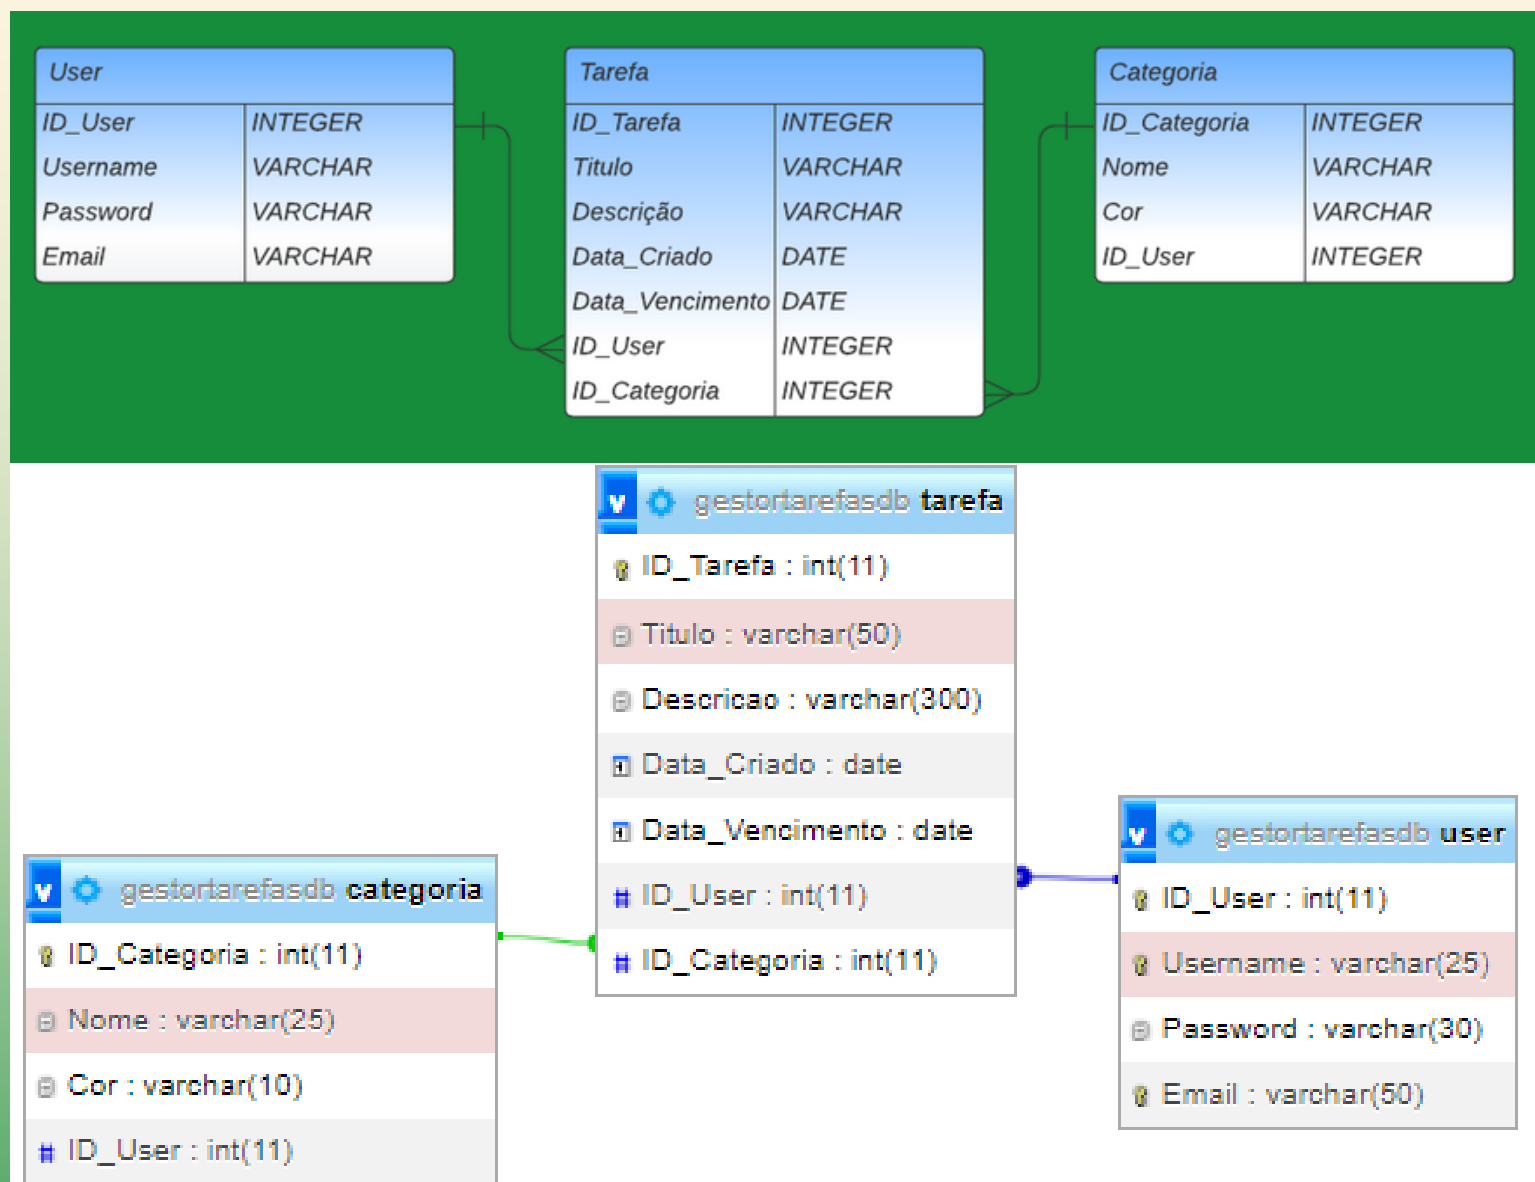 User
ID_User INTEGER
Username VARCHAR
Password VARCHAR
Email VARCHAR
Tarefa
ID_Tarefa INTEGER
Titulo VARCHAR
Descrição VARCHAR
Data_Criado DATE
Data_Vencimento DATE
ID_User INTEGER
ID_Categoria INTEGER
Categoria
ID_Categoria INTEGER
Nome VARCHAR
Cor VARCHAR
ID_User INTEGER
v gestortarefasdb tarefa
ID_Tarefa : int(11)
Titulo : varchar(50)
Descricao : varchar(300)
Data_Criado : date
Data_Vencimento : date
# ID_User : int(11)
# ID_Categoria : int(11)
v gestortarefasdb categoria
ID_Categoria : int(11)
Nome : varchar(25)
Cor : varchar(10)
# ID_User : int(11)
v gestortarefasdb user
ID_User : int(11)
Username : varchar(25)
Password : varchar(30)
Email : varchar(50)